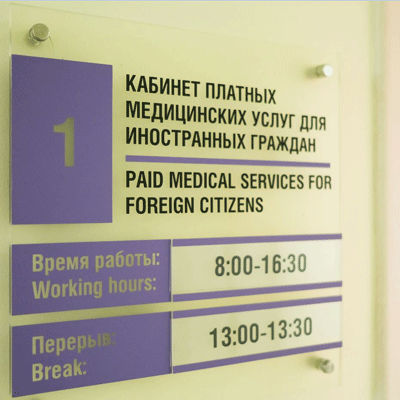 1
КАБИНЕТ ПЛАТНЫХ
МЕДИЦИНСКИХ УСЛУГ ДЛЯ
ИНОСТРАННЫХ ГРАЖДАН
PAID MEDICAL SERVICES FOR
FOREIGN CITIZENS
Время работы: 8:00-16:30
Working hours:
Перерыв: 13:00-13:30
Break: